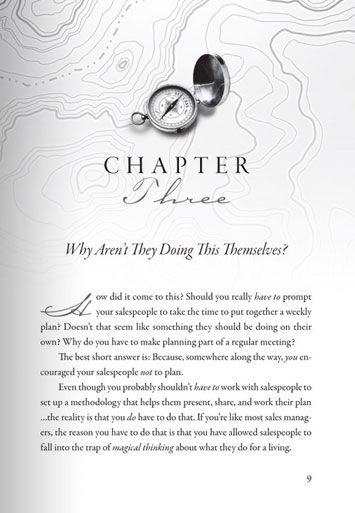 CHAPTER
Three
Why Aren't They Doing This Themselves?
How did it come to this? Should you really have to prompt
your salespeople to take the time to put together a weekly
plan? Doesn't that seem like something they should be doing on their
own? Why do you have to make planning part of a regular meeting?
The best short answer is: Because, somewhere along the way, you en-
couraged your salespeople not to plan.
Even though you probably shouldn't have to work with salespeople to
set up a methodology that helps them present, share, and work their plan
...the reality is that you do have to do that. If you're like most sales manag-
ers, the reason you have to do that is that you have allowed salespeople to
fall into the trap of magical thinking about what they do for a living.
9